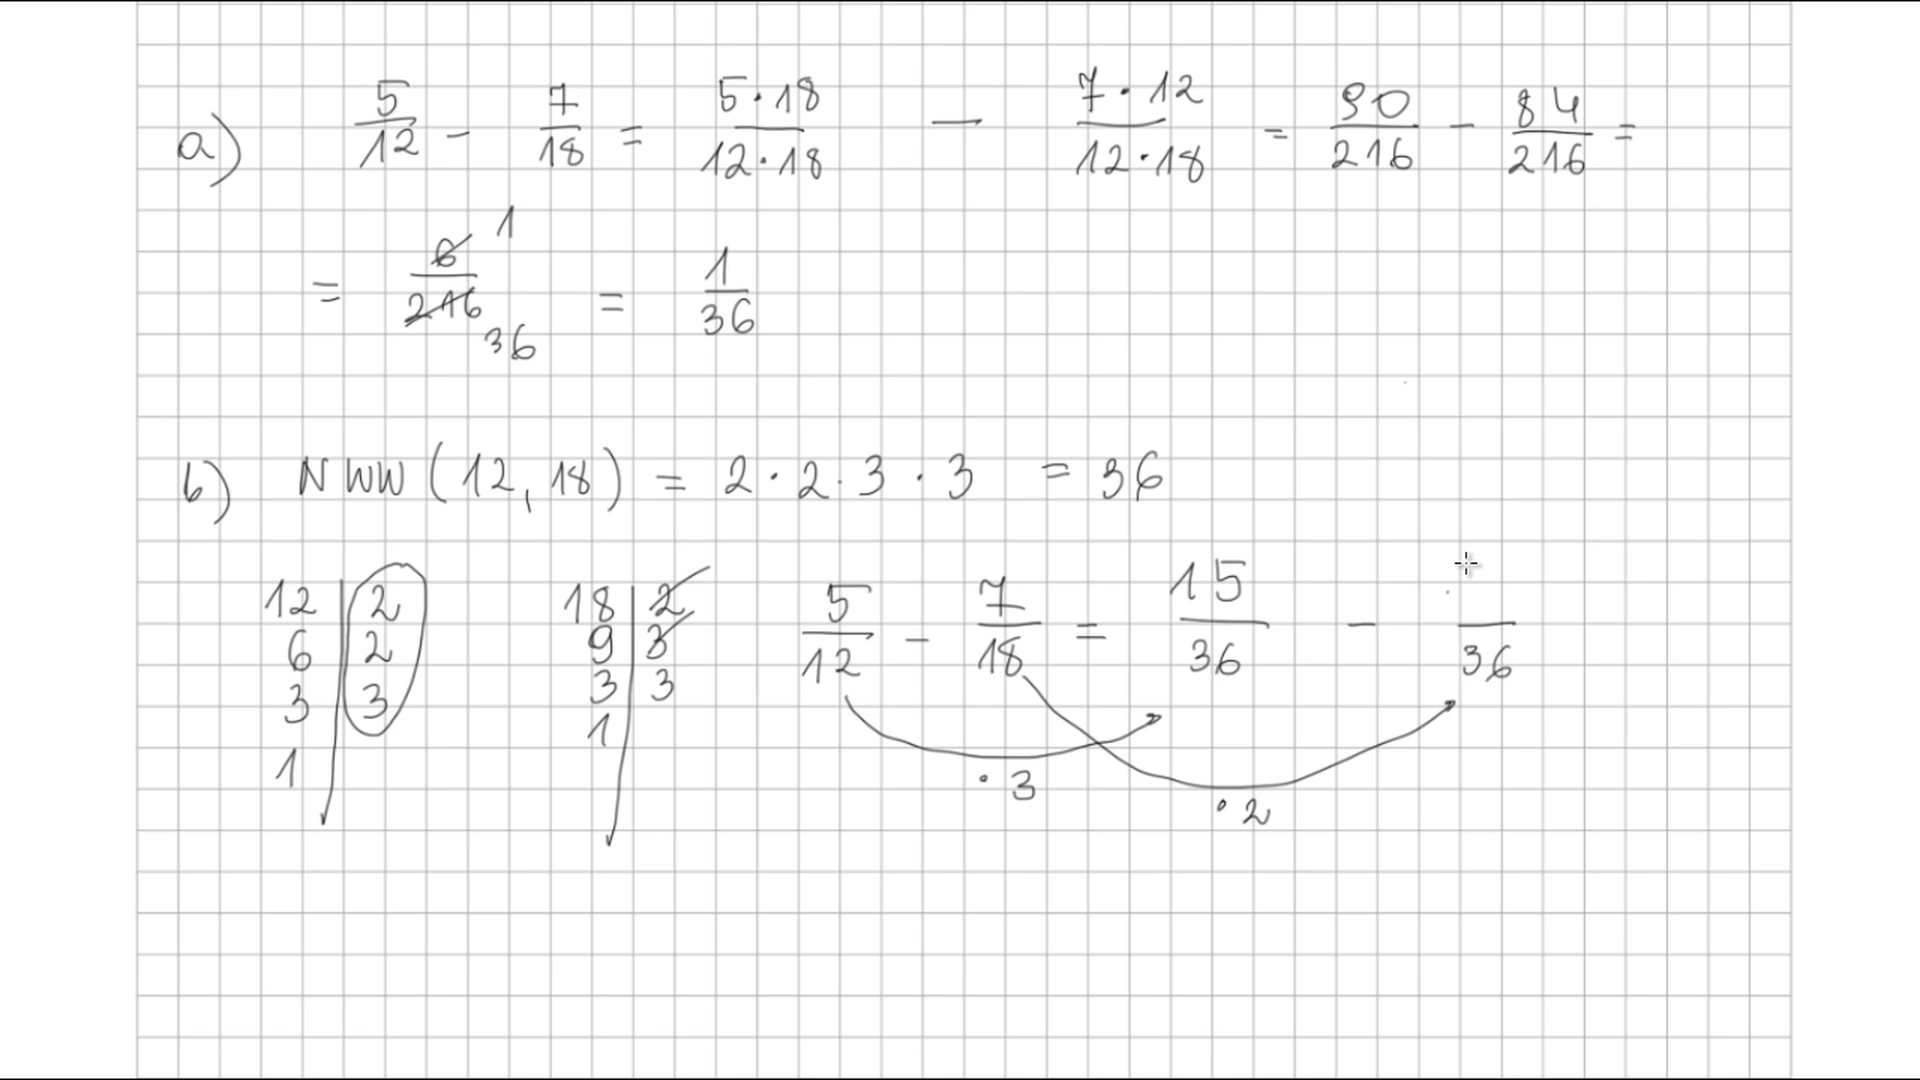 a) 5/12 - 7/18 = 5·18/12·18 — 7·12/12·18 = 90/216 - 84/216 =
= 6/216 1 36 = 1/36
b) NWW (12, 18) = 2·2·3·3 = 36
12 | 2 18 | 2 5/12 - 7/18 = 15/36 - /36
6 | 2 9 | 3
3 | 3 3 | 3
1 1
·3
·2